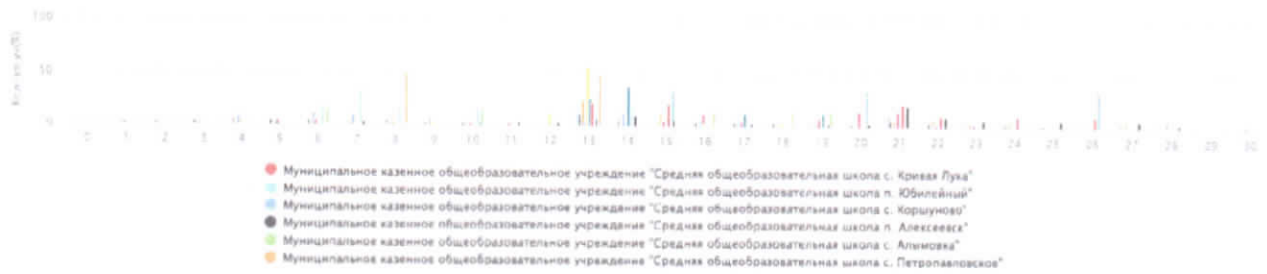 100
50
0
0 1 2 3 4 5 6 7 8 9 10 11 12 13 14 15 16 17 18 19 20 21 22 23 24 25 26 27 28 29 30
Муниципальное казенное общеобразовательное учреждение "Средняя общеобразовательная школа с. Кривая Лука"
Муниципальное казенное общеобразовательное учреждение "Средняя общеобразовательная школа п. Юбилейный"
Муниципальное казенное общеобразовательное учреждение "Средняя общеобразовательная школа с. Коршуново"
Муниципальное казенное общеобразовательное учреждение "Средняя общеобразовательная школа п. Алексеевск"
Муниципальное казенное общеобразовательное учреждение "Средняя общеобразовательная школа с. Алымовка"
Муниципальное казенное общеобразовательное учреждение "Средняя общеобразовательная школа с. Петропавловское"